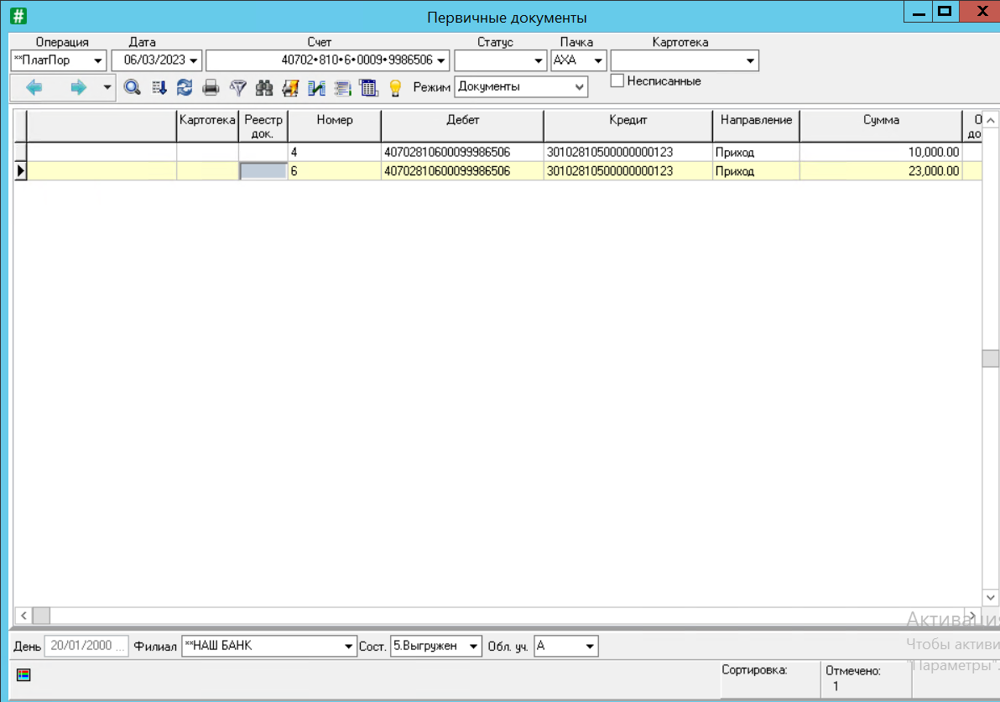 #
Первичные документы
Операция Дата Счет Статус Пачка Картотека
**ПлатПор 06/03/2023 40702•810•6•0009•9986506 АХА
Несписанные
Режим Документы
Картотека Реестр док. Номер Дебет Кредит Направление Сумма О до
4 40702810600099986506 30102810500000000123 Приход 10,000.00
6 40702810600099986506 30102810500000000123 Приход 23,000.00
Активация
Чтобы активи
"Параметры".
День 20/01/2000 ... Филиал **НАШ БАНК Сост. 5.Выгружен Обл. уч. А
Сортировка: Отмечено:
1